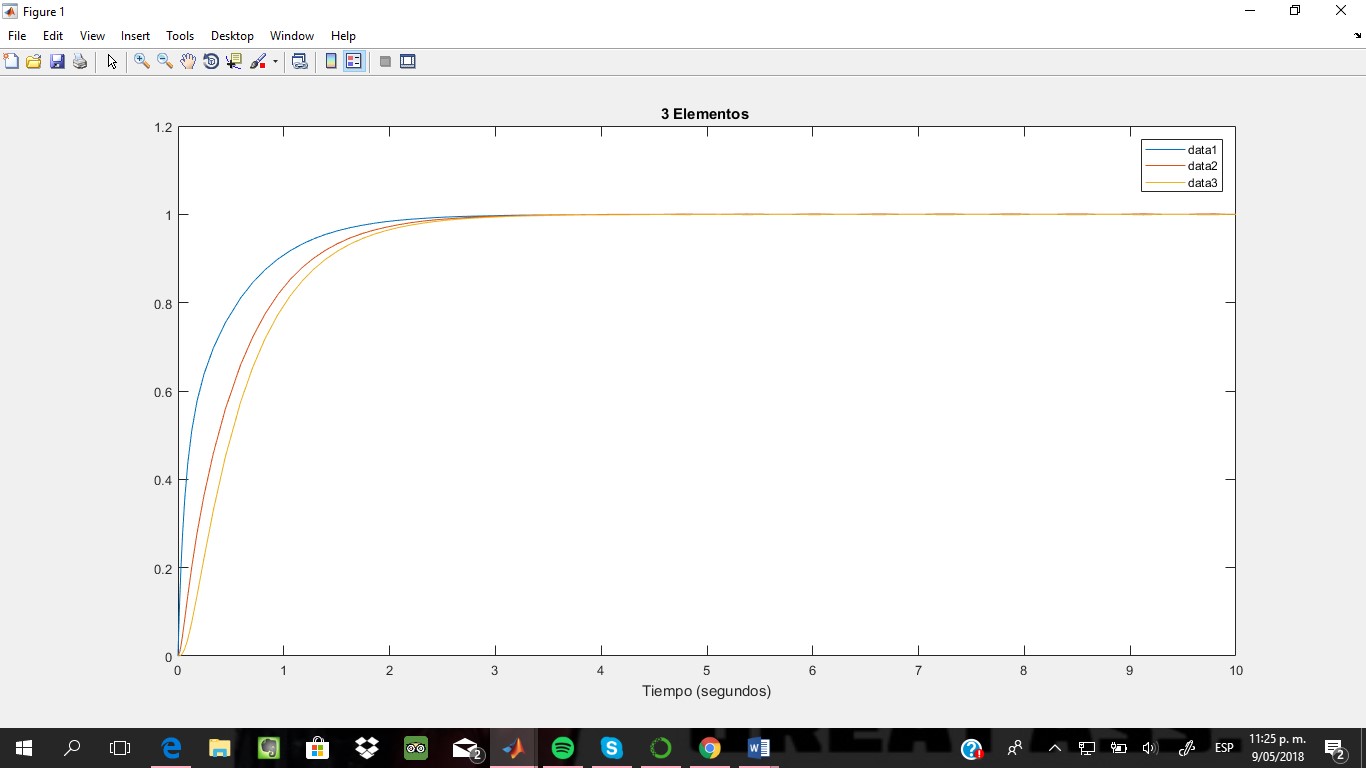 Figure 1
File Edit View Insert Tools Desktop Window Help
3 Elementos
1.2
1
0.8
0.6
0.4
0.2
0
data1
data2
data3
0 1 2 3 4 5 6 7 8 9 10
Tiempo (segundos)
2
ESP
11:25 p. m.
9/05/2018
2